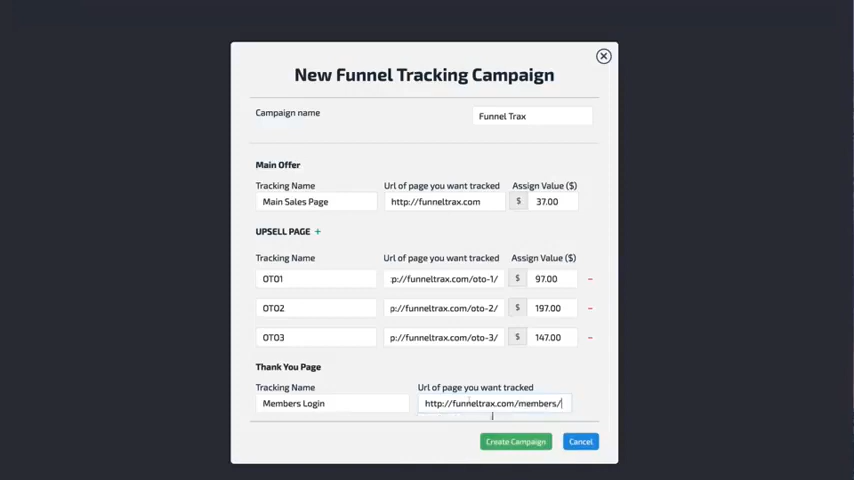 New Funnel Tracking Campaign
Campaign name
Funnel Trax
Main Offer
Tracking Name Url of page you want tracked Assign Value ($)
Main Sales Page http://funneltrax.com $ 37.00
UPSELL PAGE +
Tracking Name Url of page you want tracked Assign Value ($)
OTO1 p://funneltrax.com/oto-1/ $ 97.00 −
OTO2 p://funneltrax.com/oto-2/ $ 197.00
OTO3 p://funneltrax.com/oto-3/ $ 147.00 −
Thank You Page
Tracking Name Url of page you want tracked
Members Login http://funneltrax.com/members/
Create Campaign Cancel